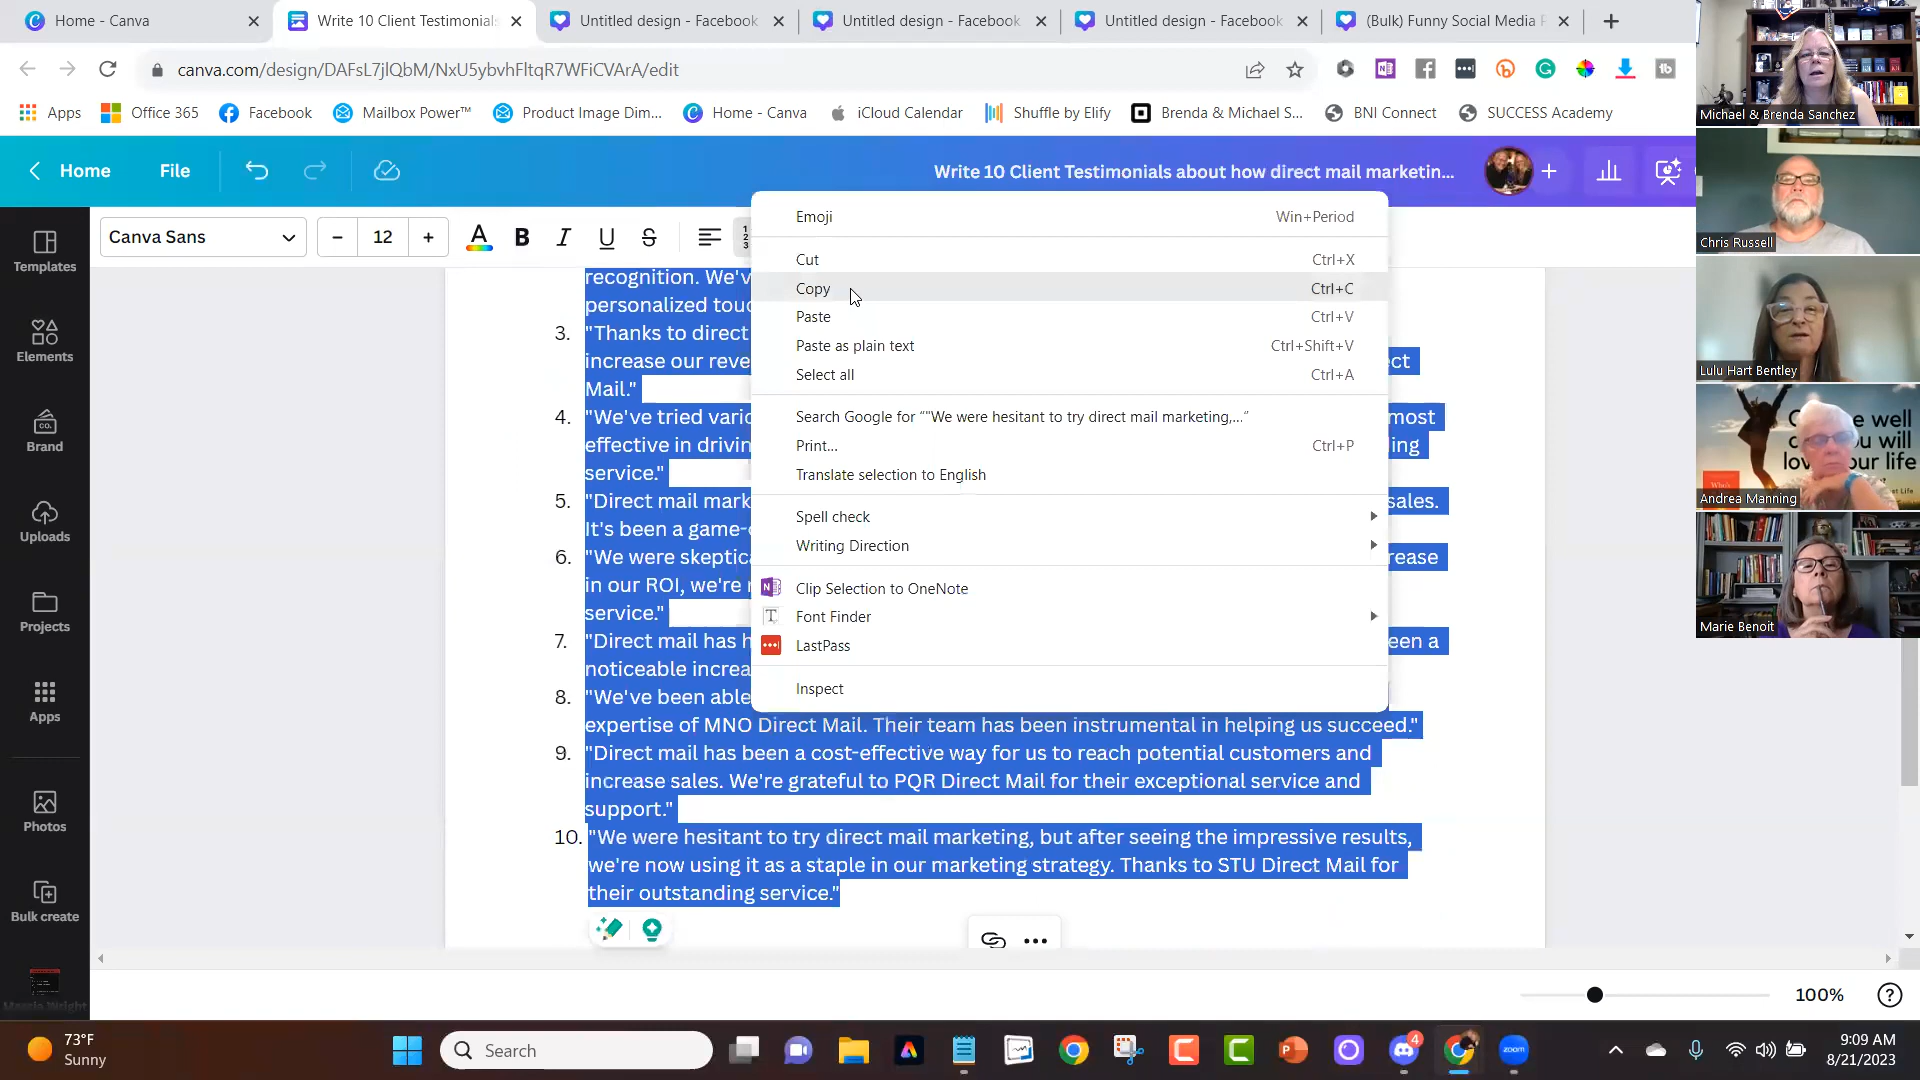 Home - Canva
Write 10 Client Testimonials
Untitled design - Facebook
Untitled design - Facebook
Untitled design - Facebook
(Bulk) Funny Social Media
canva.com/design/DAFsL7jlQbM/NxU5ybvhFltqR7WFiCVArA/edit
Apps
Office 365
Facebook
Mailbox Power™
Product Image Dim...
Home - Canva
iCloud Calendar
Shuffle by Elify
Brenda & Michael S...
BNI Connect
SUCCESS Academy
Home
File
Write 10 Client Testimonials about how direct mail marketin...
Canva Sans
– 12 +
A B I U S
Templates
Elements
Brand
Uploads
Projects
Apps
Photos
Bulk create
recognition. We've
personalized touc
3. "Thanks to direct
increase our reve ect
Mail."
4. "We've tried vario most
effective in drivin ing
service."
5. "Direct mail mark sales.
It's been a game-c
6. "We were skeptica rease
in our ROI, we're r
service."
7. "Direct mail has h een a
noticeable increa
8. "We've been able
expertise of MNO Direct Mail. Their team has been instrumental in helping us succeed."
9. "Direct mail has been a cost-effective way for us to reach potential customers and
increase sales. We're grateful to PQR Direct Mail for their exceptional service and
support."
10. "We were hesitant to try direct mail marketing, but after seeing the impressive results,
we're now using it as a staple in our marketing strategy. Thanks to STU Direct Mail for
their outstanding service."
Emoji Win+Period
Cut Ctrl+X
Copy Ctrl+C
Paste Ctrl+V
Paste as plain text Ctrl+Shift+V
Select all Ctrl+A
Search Google for “"We were hesitant to try direct mail marketing,...”
Print... Ctrl+P
Translate selection to English
Spell check
Writing Direction
Clip Selection to OneNote
Font Finder
LastPass
Inspect
Michael & Brenda Sanchez
Chris Russell
Lulu Hart Bentley
Andrea Manning
Marie Benoit
100%
73°F
Sunny
Search
4
zoom
9:09 AM
8/21/2023